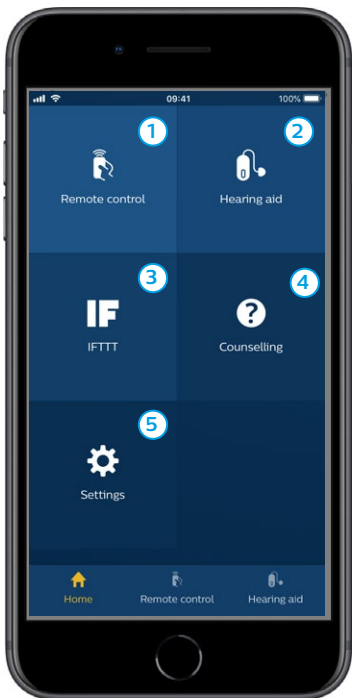 09:41 100%
1 2
Remote control Hearing aid
3 4
IF
IFTTT Counselling
5
Settings
Home Remote control Hearing aid